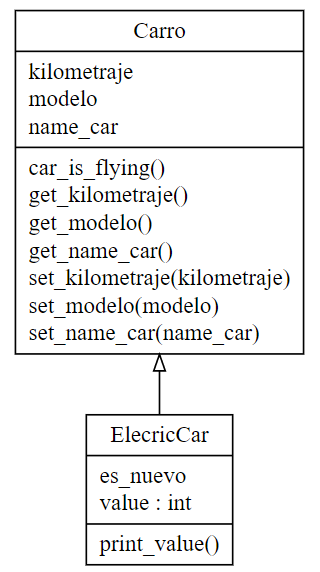 Carro
kilometraje
modelo
name_car
car_is_flying()
get_kilometraje()
get_modelo()
get_name_car()
set_kilometraje(kilometraje)
set_modelo(modelo)
set_name_car(name_car)
ElecricCar
es_nuevo
value : int
print_value()